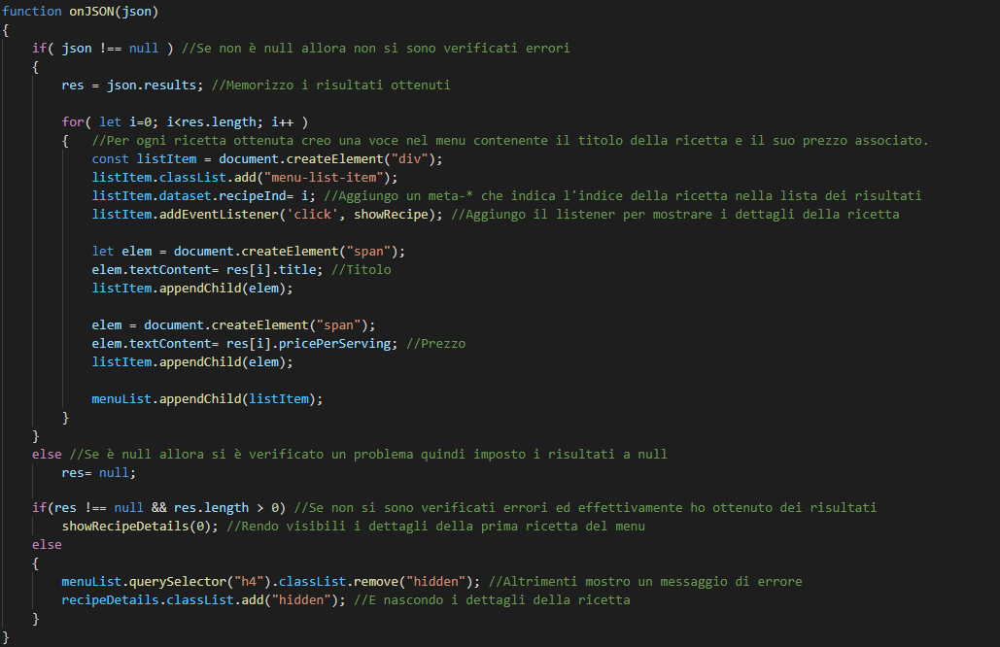 function onJSON(json)
{
    if( json !== null ) //Se non è null allora non si sono verificati errori
    {
        res = json.results; //Memorizzo i risultati ottenuti

        for( let i=0; i<res.length; i++ )
        {   //Per ogni ricetta ottenuta creo una voce nel menu contenente il titolo della ricetta e il suo prezzo associato.
            const listItem = document.createElement("div");
            listItem.classList.add("menu-list-item");
            listItem.dataset.recipeInd= i; //Aggiungo un meta-* che indica l'indice della ricetta nella lista dei risultati
            listItem.addEventListener('click', showRecipe); //Aggiungo il listener per mostrare i dettagli della ricetta

            let elem = document.createElement("span");
            elem.textContent= res[i].title; //Titolo
            listItem.appendChild(elem);

            elem = document.createElement("span");
            elem.textContent= res[i].pricePerServing; //Prezzo
            listItem.appendChild(elem);

            menuList.appendChild(listItem);
        }
    }
    else //Se è null allora si è verificato un problema quindi imposto i risultati a null
        res= null;

    if(res !== null && res.length > 0) //Se non si sono verificati errori ed effettivamente ho ottenuto dei risultati
        showRecipeDetails(0); //Rendo visibili i dettagli della prima ricetta del menu
    else
    {
        menuList.querySelector("h4").classList.remove("hidden"); //Altrimenti mostro un messaggio di errore
        recipeDetails.classList.add("hidden"); //E nascondo i dettagli della ricetta
    }
}